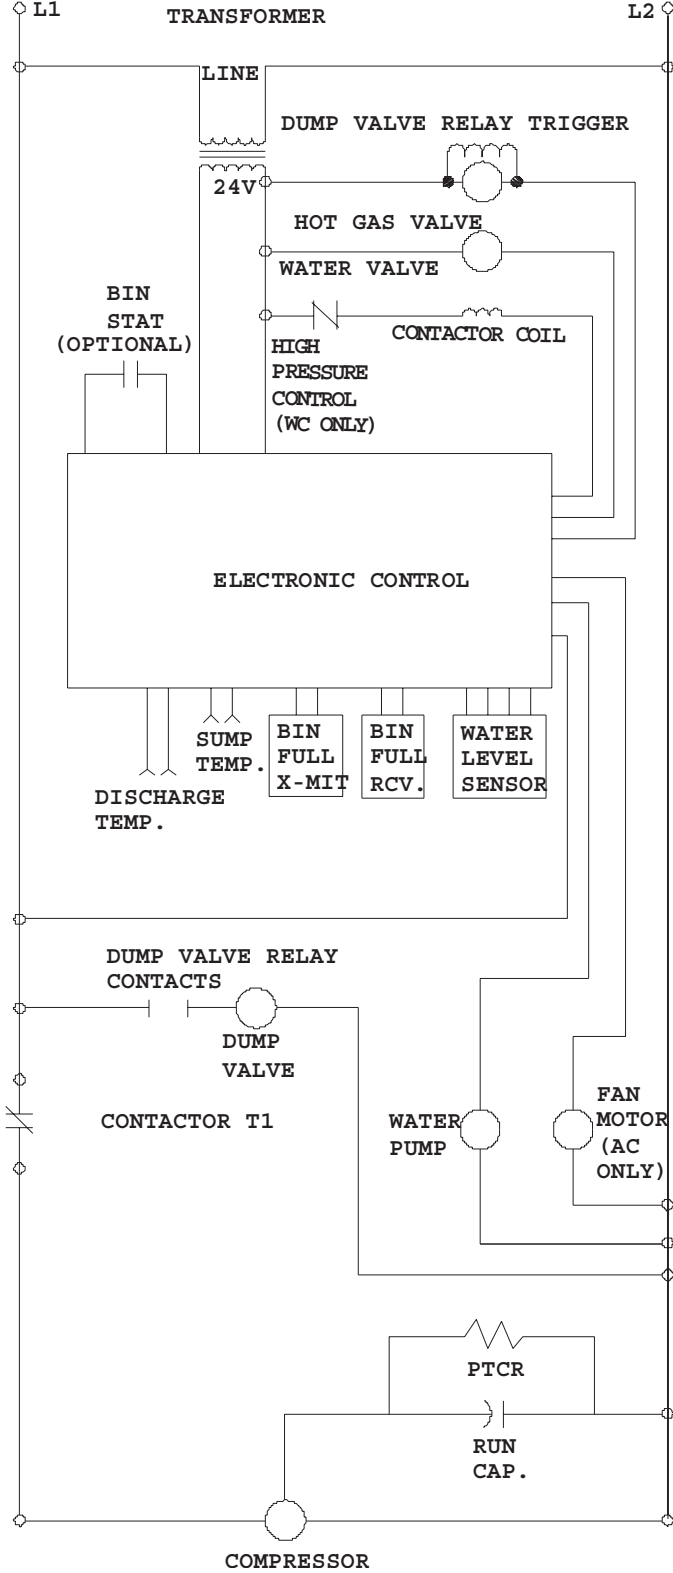 L1
TRANSFORMER
L2
LINE
DUMP VALVE RELAY TRIGGER
24V
HOT GAS VALVE
WATER VALVE
BIN
STAT
(OPTIONAL)
CONTACTOR COIL
HIGH
PRESSURE
CONTROL
(WC ONLY)
ELECTRONIC CONTROL
SUMP
TEMP.
BIN
FULL
X-MIT
BIN
FULL
RCV.
WATER
LEVEL
SENSOR
DISCHARGE
TEMP.
DUMP VALVE RELAY
CONTACTS
DUMP
VALVE
CONTACTOR T1
WATER
PUMP
FAN
MOTOR
(AC
ONLY)
PTCR
RUN
CAP.
COMPRESSOR